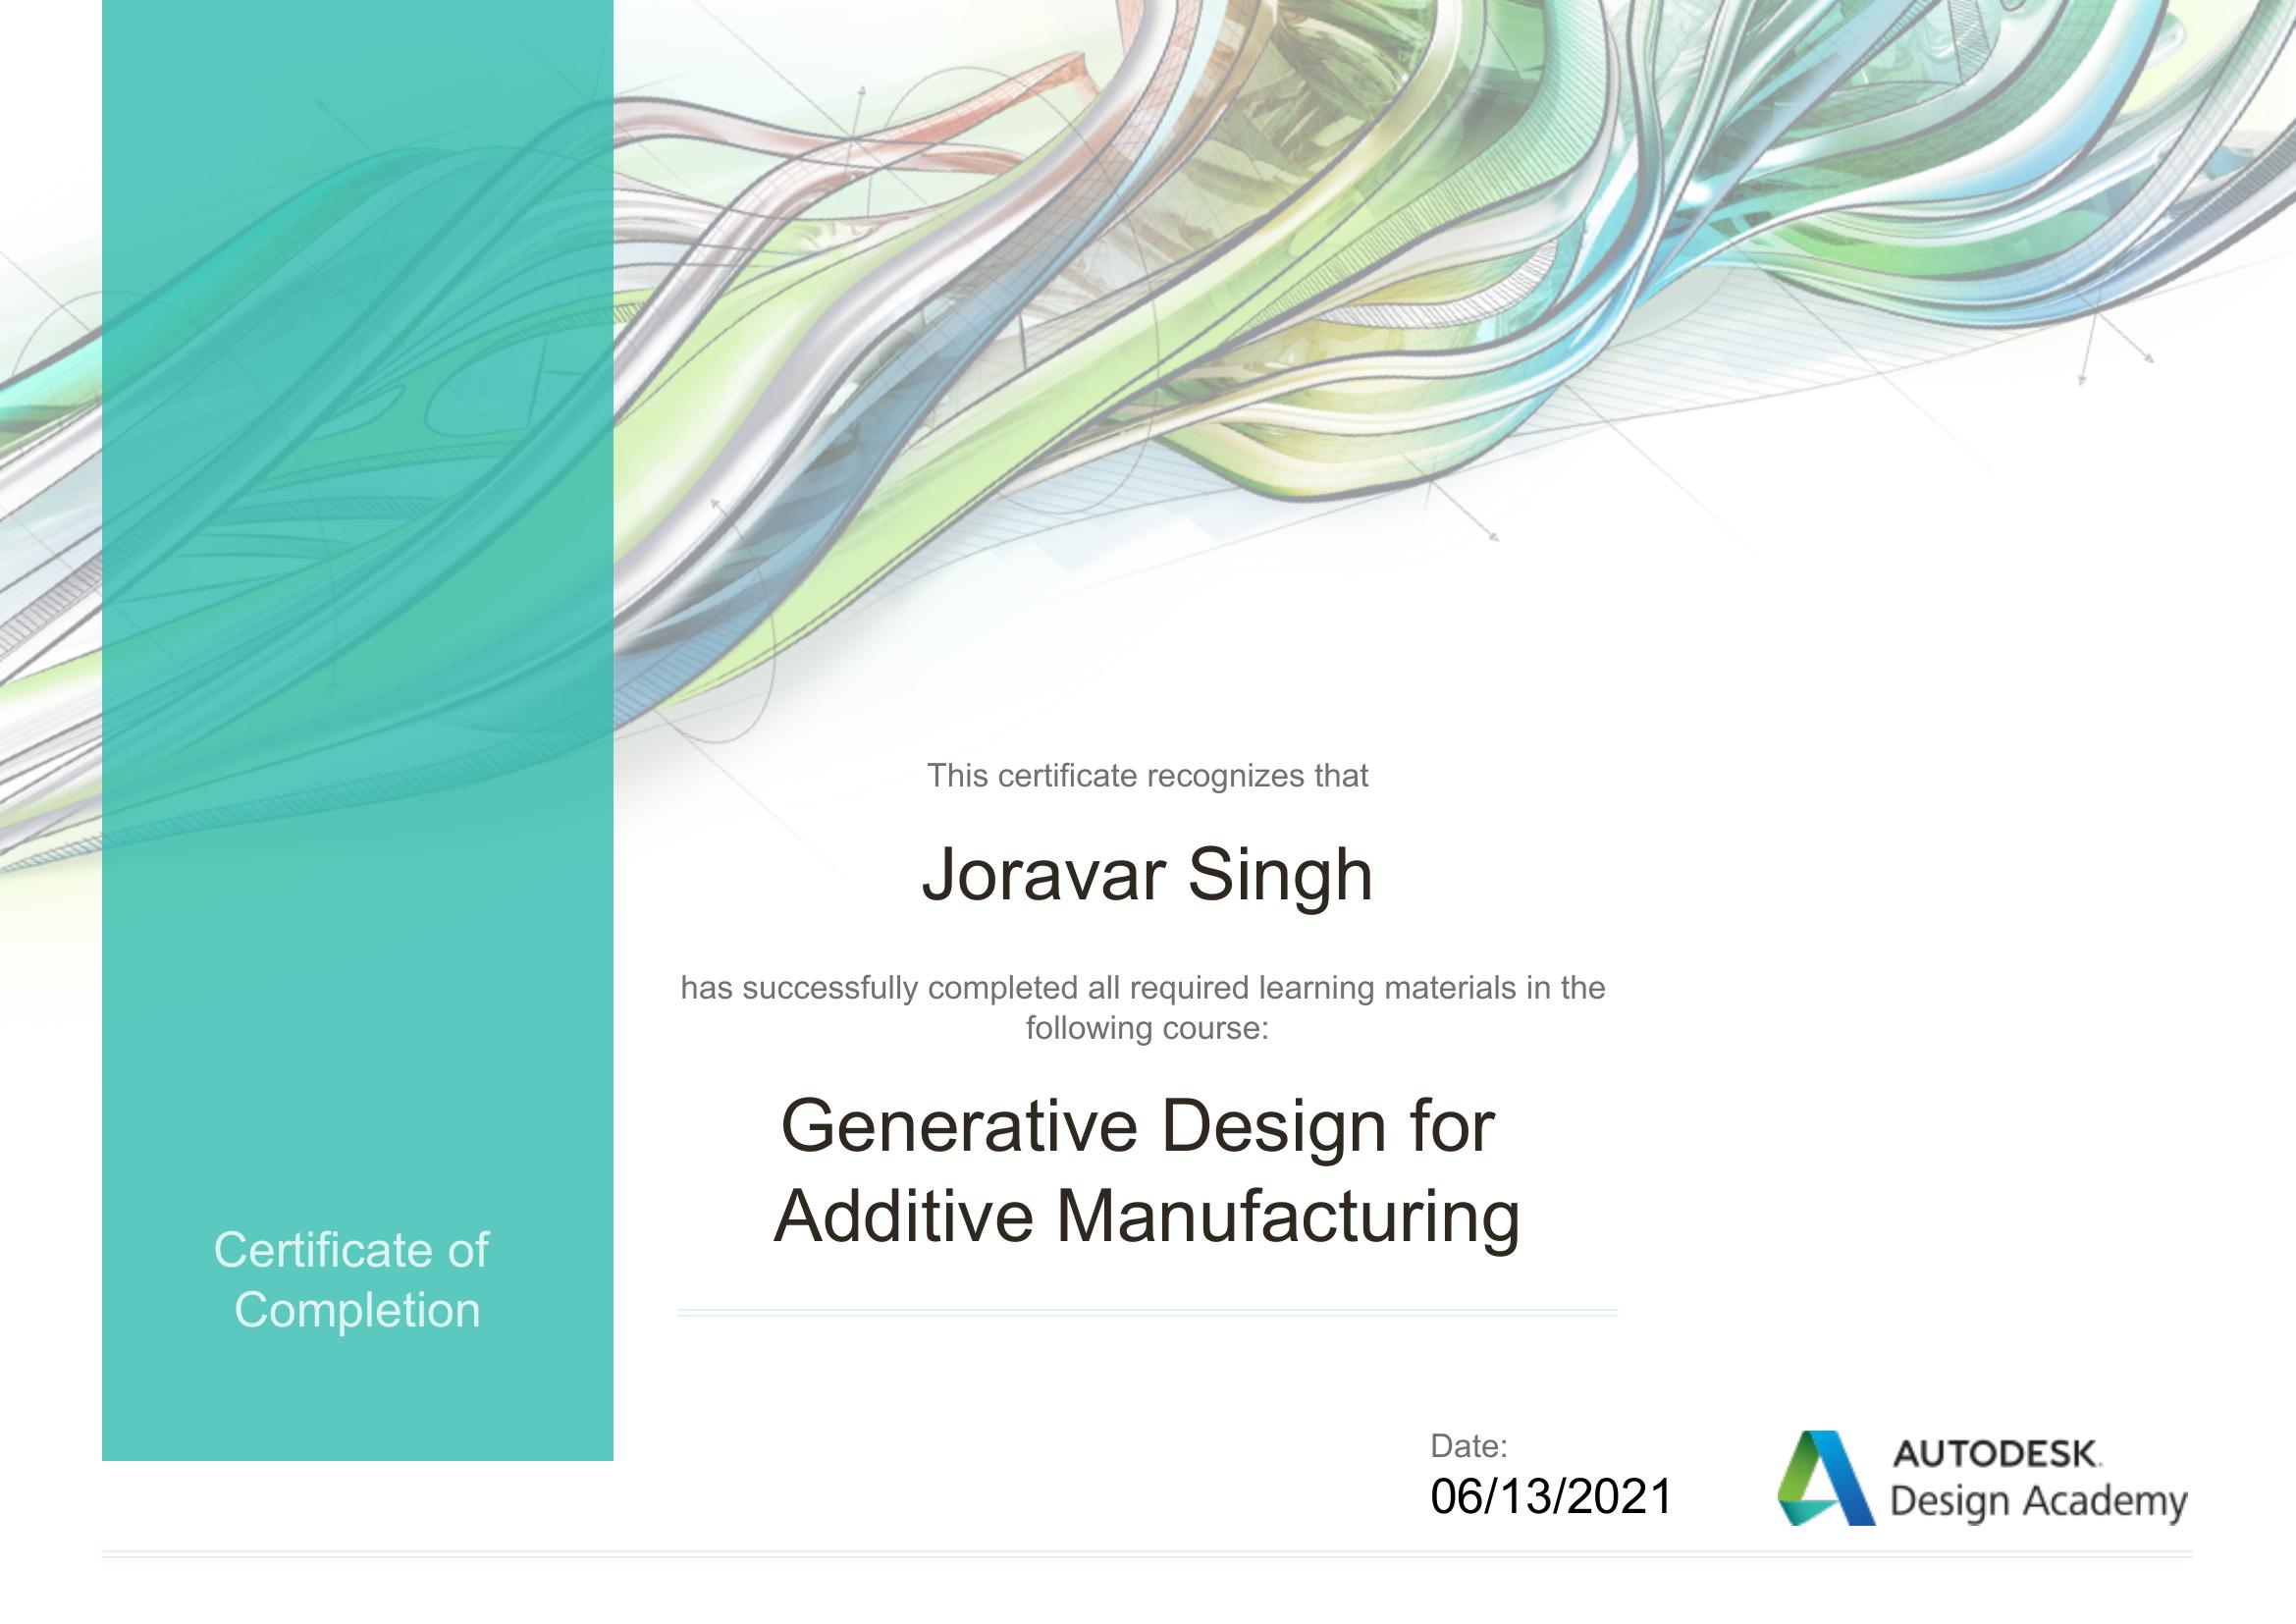 This certificate recognizes that
Joravar Singh
has successfully completed all required learning materials in the
following course:
Generative Design for
Additive Manufacturing
Certificate of
Completion
Date:
06/13/2021
AUTODESK.
Design Academy